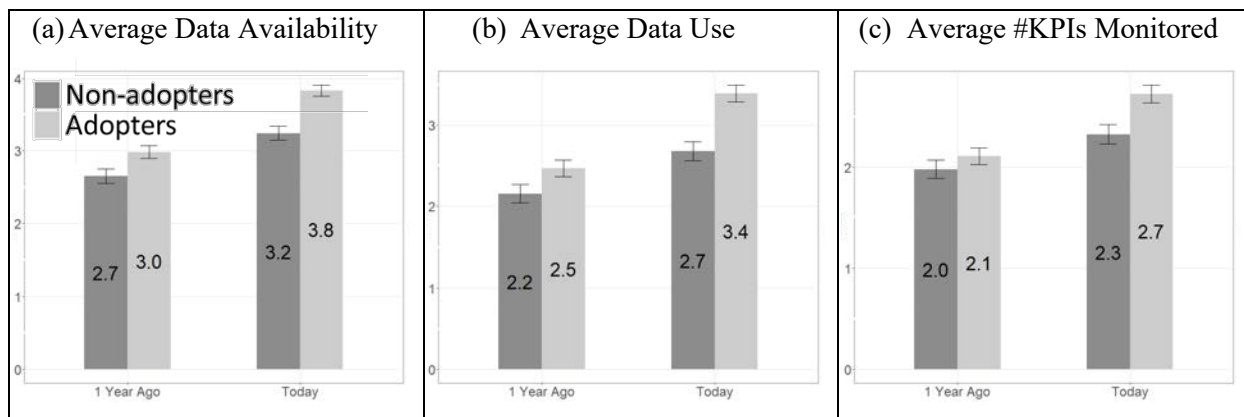 (a) Average Data Availability
Non-adopters
Adopters
4
3
2
1
0
2.7
3.0
3.2
3.8
1 Year Ago
Today
(b) Average Data Use
3
2
1
0
2.2
2.5
2.7
3.4
1 Year Ago
Today
(c) Average #KPIs Monitored
2
1
0
2.0
2.1
2.3
2.7
1 Year Ago
Today